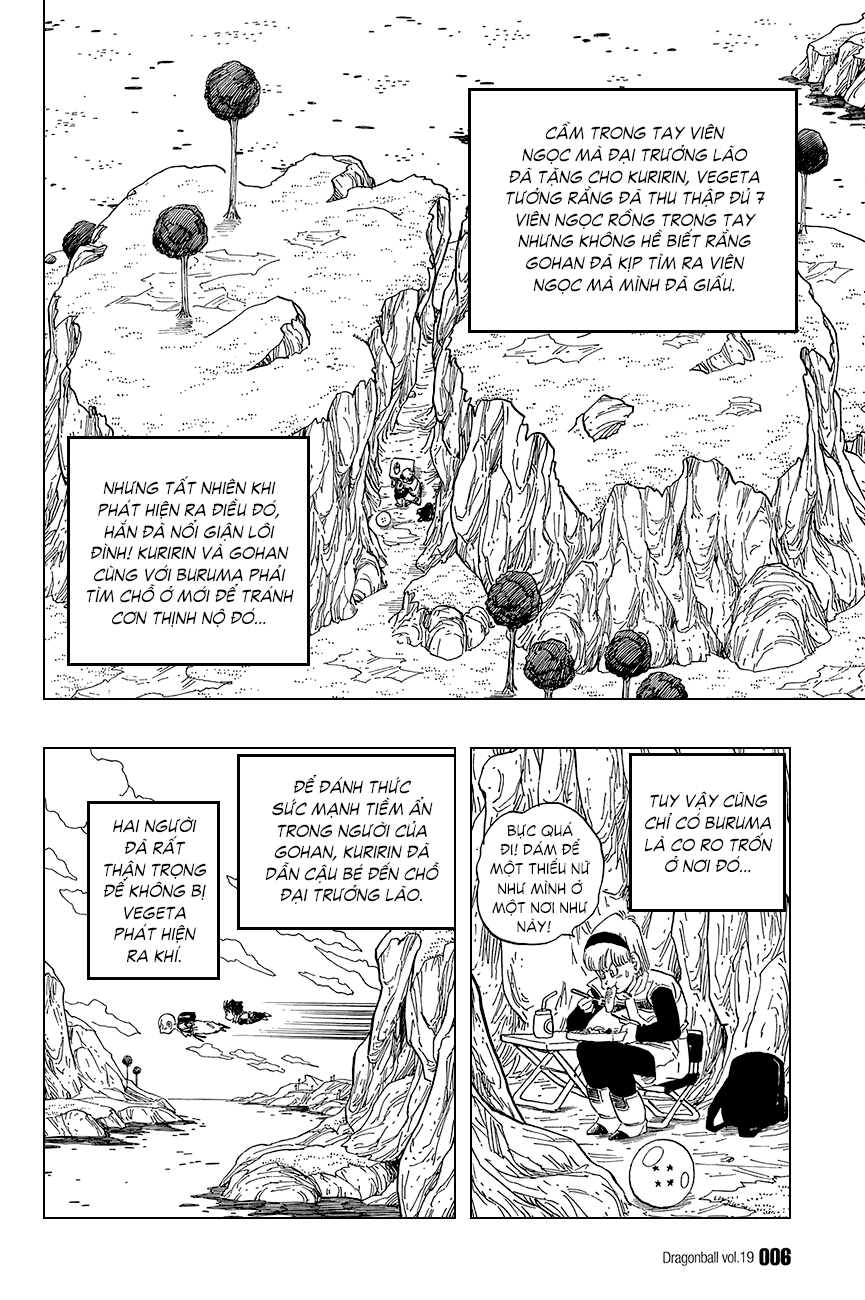 CẦM TRONG TAY VIÊN
NGỌC MÀ ĐẠI TRƯỞNG LÃO
ĐÃ TẶNG CHO KURIRIN, VEGETA
TƯỞNG RẰNG ĐÃ THU THẬP ĐỦ 7
VIÊN NGỌC RỒNG TRONG TAY
NHƯNG KHÔNG HỀ BIẾT RẰNG
GOHAN ĐÃ KỊP TÌM RA VIÊN
NGỌC MÀ MÌNH ĐÃ GIẤU.
NHƯNG TẤT NHIÊN KHI
PHÁT HIỆN RA ĐIỀU ĐÓ,
HẮN ĐÃ NỔI GIẬN LÔI
ĐÌNH! KURIRIN VÀ GOHAN
CÙNG VỚI BURUMA PHẢI
TÌM CHỖ Ở MỚI ĐỂ TRÁNH
CƠN THỊNH NỘ ĐÓ...
TUY VẬY CŨNG
CHỈ CÓ BURUMA
LÀ CO RO TRỐN
Ở NƠI ĐÓ...
BỰC QUÁ
ĐI! DÁM ĐỂ
MỘT THIẾU NỮ
NHƯ MÌNH Ở
MỘT NƠI NHƯ
NÀY!
ĐỂ ĐÁNH THỨC
SỨC MẠNH TIỀM ẨN
TRONG NGƯỜI CỦA
GOHAN, KURIRIN ĐÃ
DẪN CẬU BÉ ĐẾN CHỖ
ĐẠI TRƯỞNG LÃO.
HAI NGƯỜI
ĐÃ RẤT
THẬN TRỌNG
ĐỂ KHÔNG BỊ
VEGETA
PHÁT HIỆN
RA KHÍ.
Dragonball vol.19 006